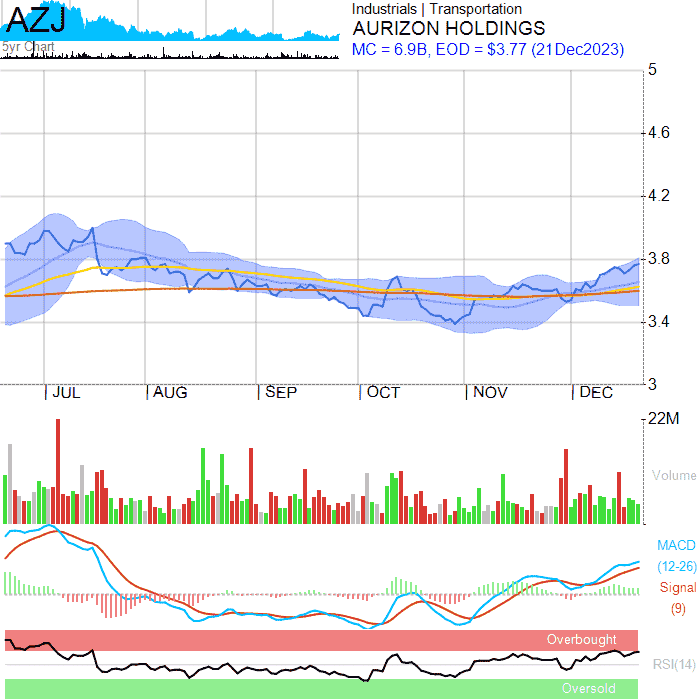 AZJ
5yr Chart
Industrials | Transportation
AURIZON HOLDINGS
MC = 6.9B, EOD = $3.77 (21Dec2023)
5
4.6
4.2
3.8
3.4
3
JUL AUG SEP OCT NOV DEC
22M
Volume
MACD
(12-26)
Signal
(9)
Overbought
RSI(14)
Oversold